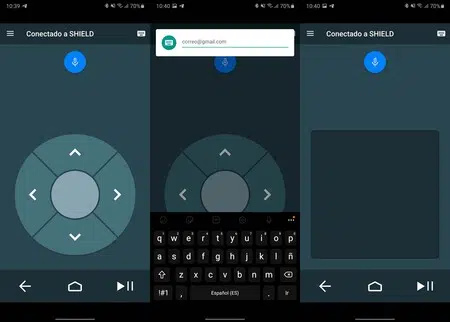 10:39
70%
Conectado a SHIELD
10:40
70%
correo@gmail.com
q w e r t y u i o p
a s d f g h j k l ñ
z x c v b n m
!#1 , Español (ES) . Ir
10:40
70%
Conectado a SHIELD